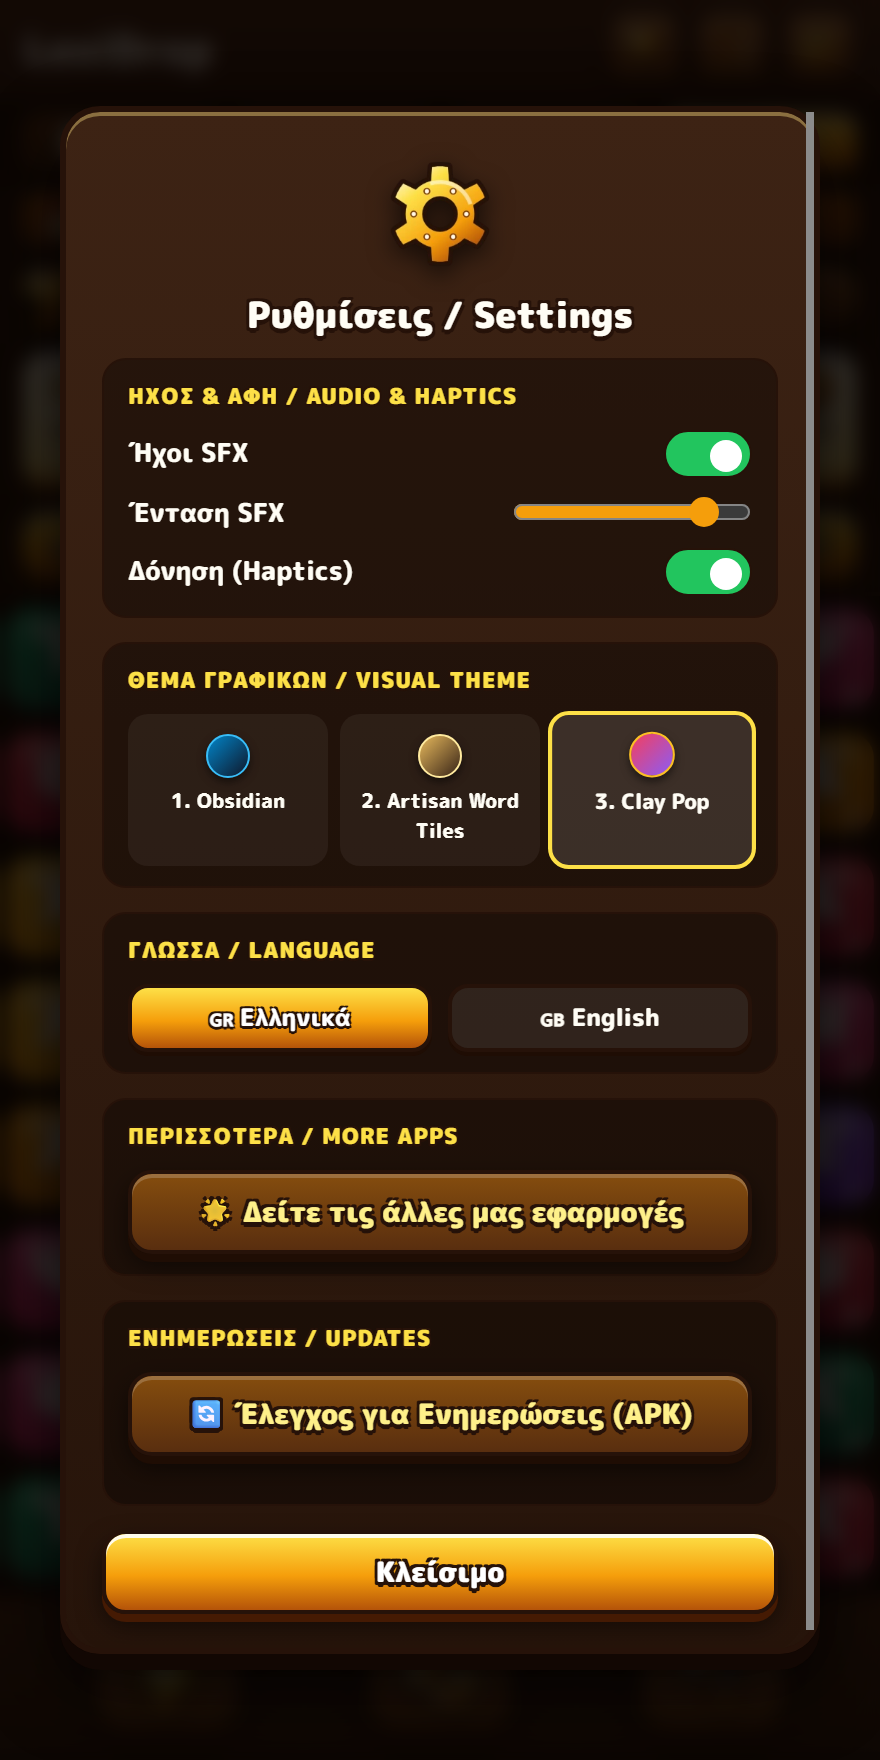 Ρυθμίσεις / Settings
ΗΧΟΣ & ΑΦΗ / AUDIO & HAPTICS
Ήχοι SFX
Ένταση SFX
Δόνηση (Haptics)
ΘΕΜΑ ΓΡΑΦΙΚΩΝ / VISUAL THEME
1. Obsidian
2. Artisan Word
Tiles
3. Clay Pop
ΓΛΩΣΣΑ / LANGUAGE
GR Ελληνικά
GB English
ΠΕΡΙΣΣΟΤΕΡΑ / MORE APPS
Δείτε τις άλλες μας εφαρμογές
ΕΝΗΜΕΡΩΣΕΙΣ / UPDATES
Έλεγχος για Ενημερώσεις (APK)
Κλείσιμο